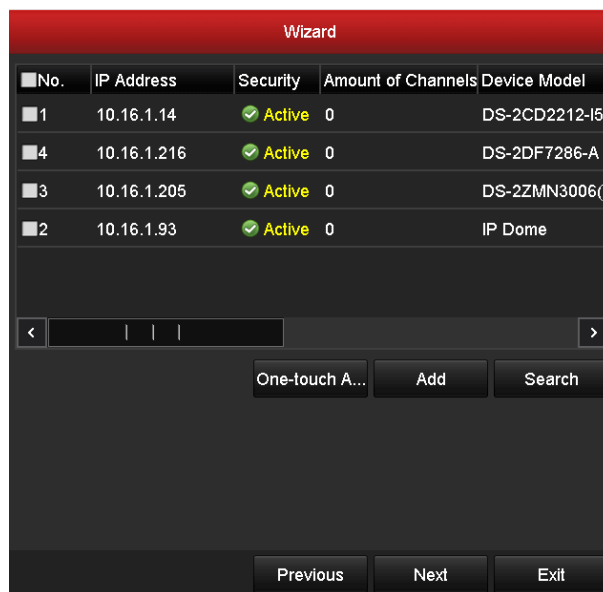 Wizard
No. IP Address Security Amount of Channels Device Model
1 10.16.1.14 Active 0 DS-2CD2212-I5
4 10.16.1.216 Active 0 DS-2DF7286-A
3 10.16.1.205 Active 0 DS-2ZMN3006(
2 10.16.1.93 Active 0 IP Dome
One-touch A... Add Search
Previous Next Exit